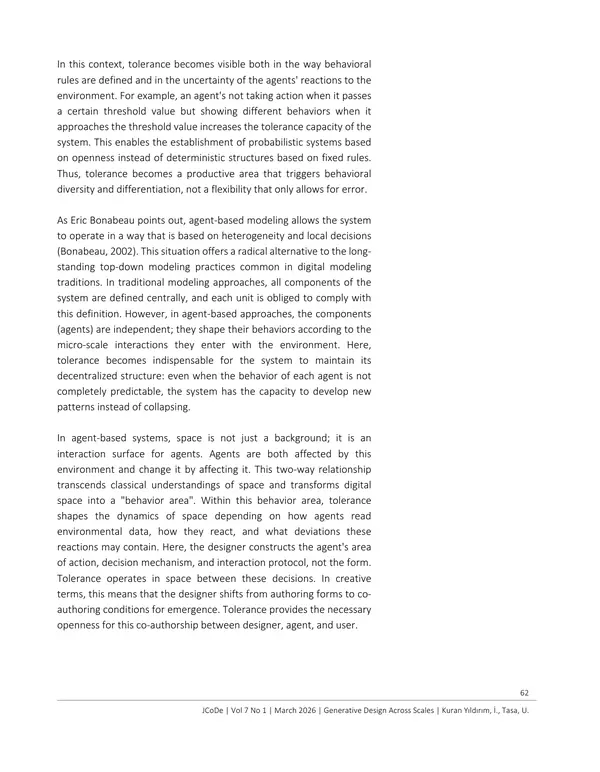 In this context, tolerance becomes visible both in the way behavioral
rules are defined and in the uncertainty of the agents' reactions to the
environment. For example, an agent's not taking action when it passes
a certain threshold value but showing different behaviors when it
approaches the threshold value increases the tolerance capacity of the
system. This enables the establishment of probabilistic systems based
on openness instead of deterministic structures based on fixed rules.
Thus, tolerance becomes a productive area that triggers behavioral
diversity and differentiation, not a flexibility that only allows for error.
As Eric Bonabeau points out, agent-based modeling allows the system
to operate in a way that is based on heterogeneity and local decisions
(Bonabeau, 2002). This situation offers a radical alternative to the long-
standing top-down modeling practices common in digital modeling
traditions. In traditional modeling approaches, all components of the
system are defined centrally, and each unit is obliged to comply with
this definition. However, in agent-based approaches, the components
(agents) are independent; they shape their behaviors according to the
micro-scale interactions they enter with the environment. Here,
tolerance becomes indispensable for the system to maintain its
decentralized structure: even when the behavior of each agent is not
completely predictable, the system has the capacity to develop new
patterns instead of collapsing.
In agent-based systems, space is not just a background; it is an
interaction surface for agents. Agents are both affected by this
environment and change it by affecting it. This two-way relationship
transcends classical understandings of space and transforms digital
space into a "behavior area". Within this behavior area, tolerance
shapes the dynamics of space depending on how agents read
environmental data, how they react, and what deviations these
reactions may contain. Here, the designer constructs the agent's area
of action, decision mechanism, and interaction protocol, not the form.
Tolerance operates in space between these decisions. In creative
terms, this means that the designer shifts from authoring forms to co-
authoring conditions for emergence. Tolerance provides the necessary
openness for this co-authorship between designer, agent, and user.
62
JCoDe | Vol 7 No 1 | March 2026 | Generative Design Across Scales | Kuran Yıldırım, İ., Tasa, U.